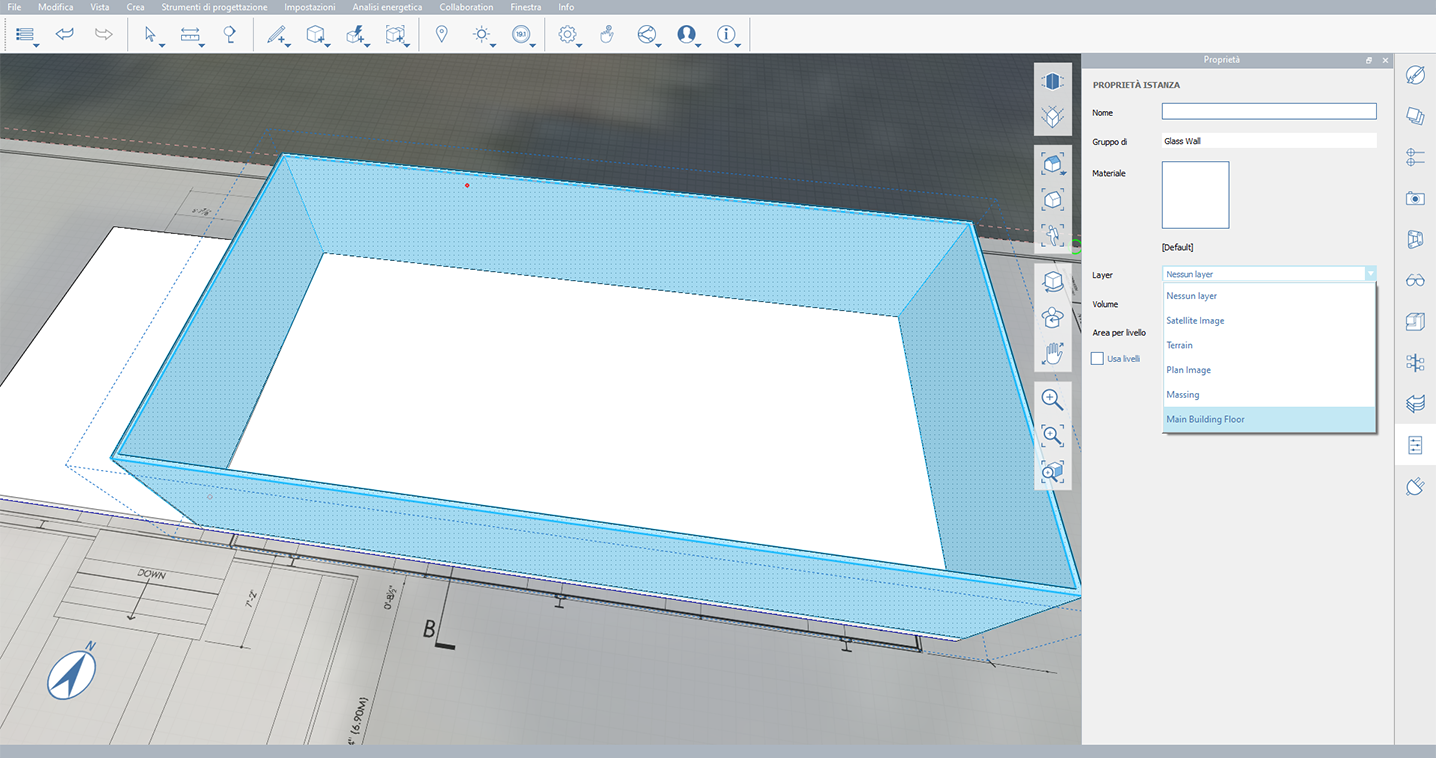 File Modifica Vista Crea Strumenti di progettazione Impostazioni Analisi energetica Collaboration Finestra Info
191
Proprietà
PROPRIETÀ ISTANZA
Nome
Gruppo di Glass Wall
Materiale
[Default]
Layer Nessun layer
Nessun layer
Volume
Satellite Image
Area per livello
Terrain
Usa livelli
Plan Image
Massing
Main Building Floor
DOWN
7'-2"
0'-8½"
B
N
(6.90M)